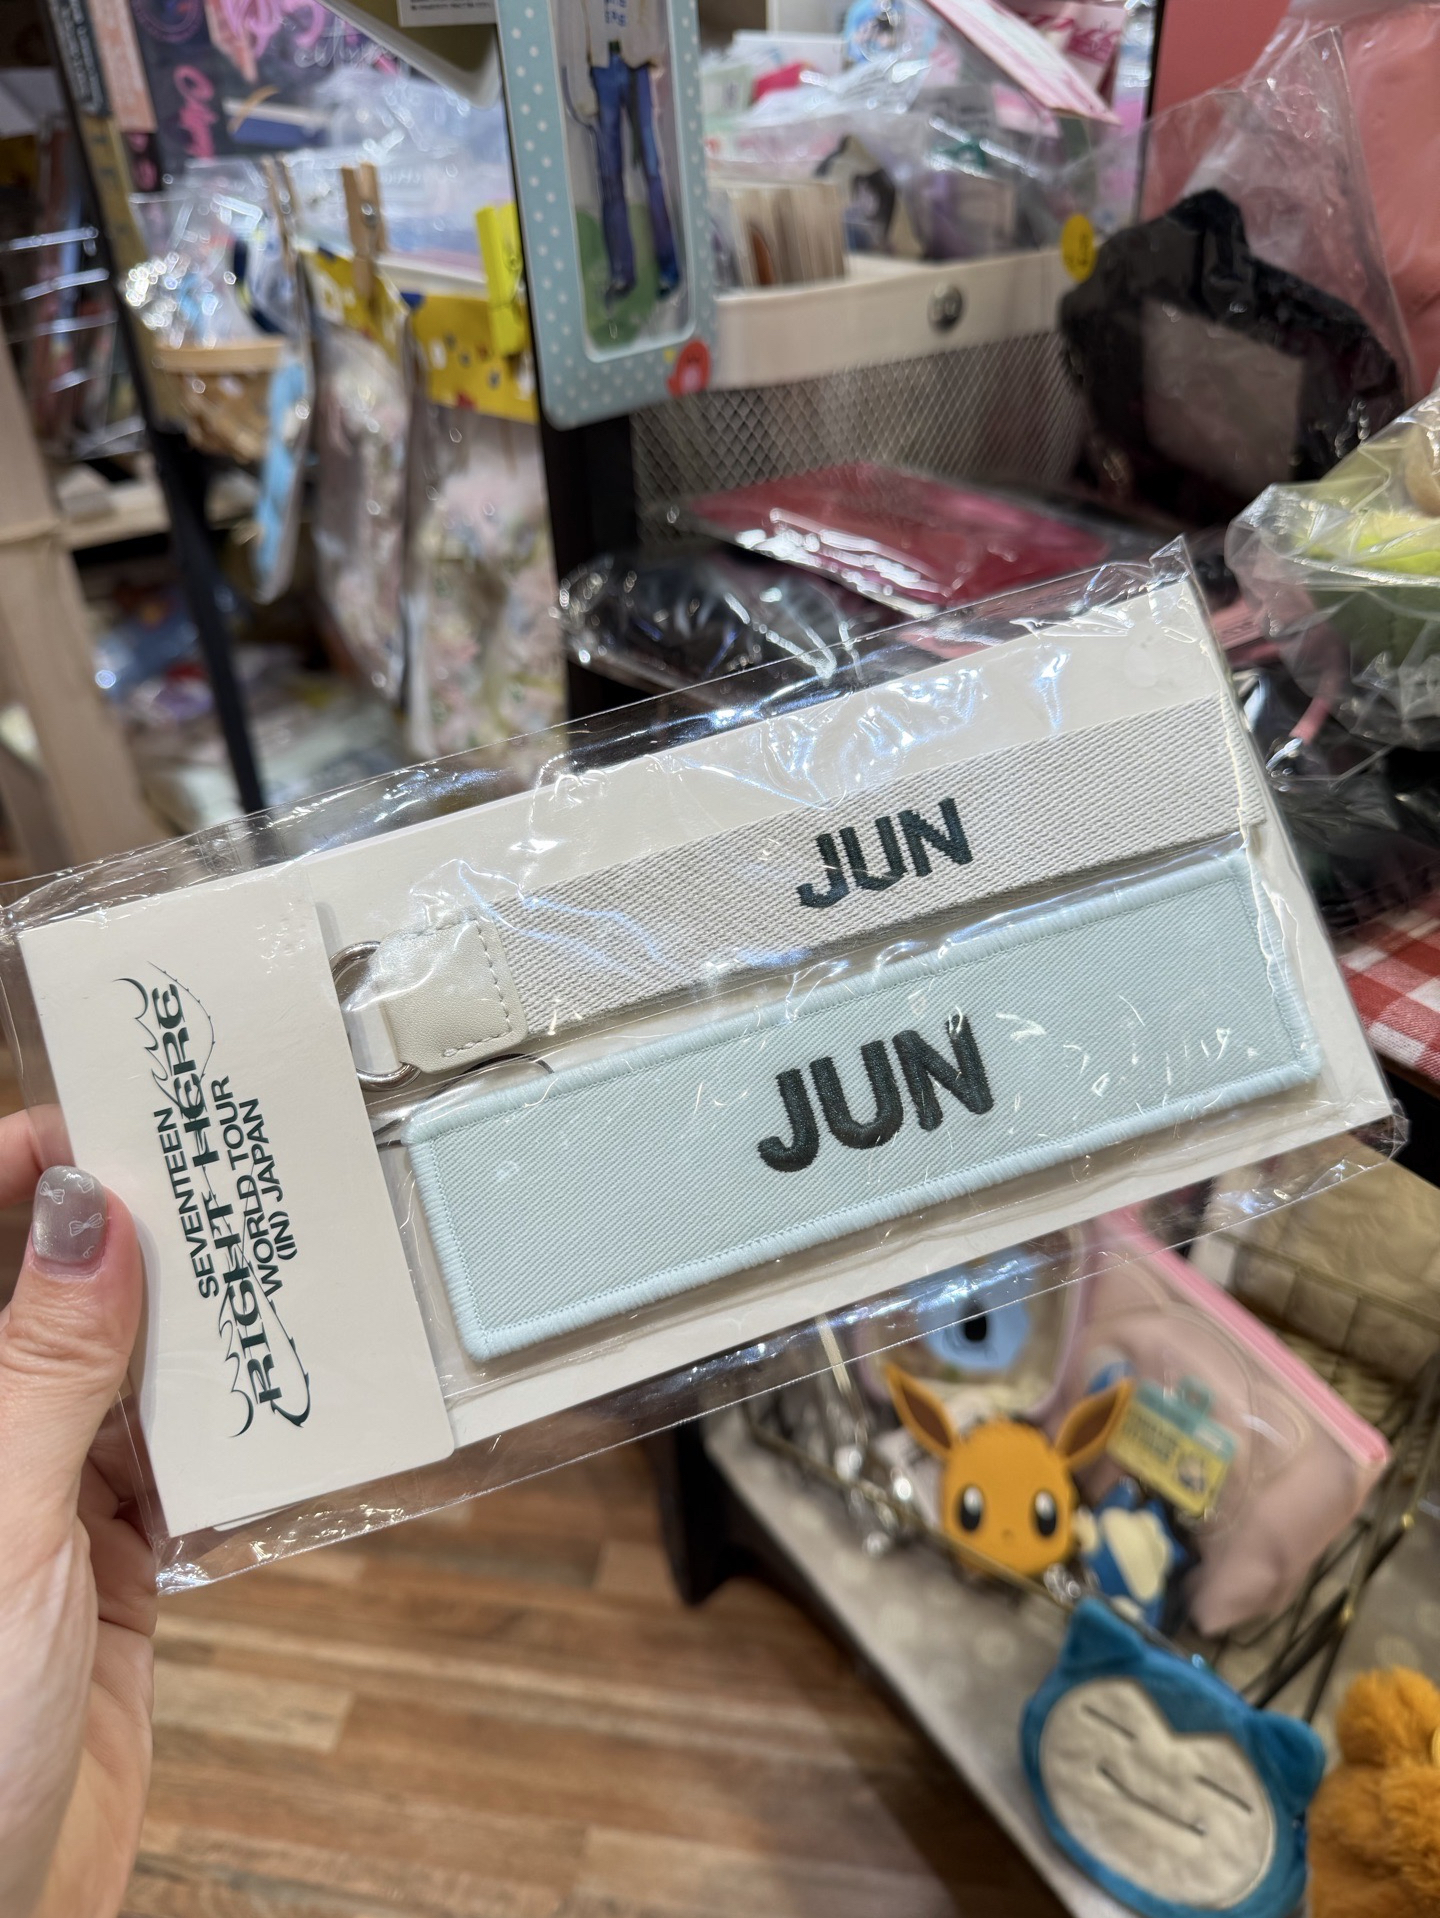 SEVENTEEN
RIGHT HERE
WORLD TOUR
(IN) JAPAN
JUN
JUN